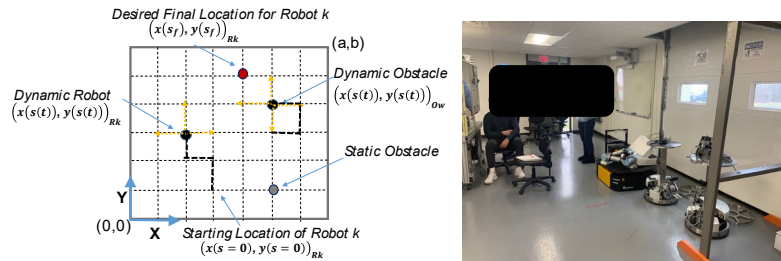 Desired Final Location for Robot k
(x(s_f), y(s_f))_Rk
(a,b)
Dynamic Obstacle
(x(s(t)), y(s(t)))_Ow
Dynamic Robot
(x(s(t)), y(s(t)))_Rk
Static Obstacle
Y
(0,0)
X
Starting Location of Robot k
(x(s = 0), y(s = 0))_Rk